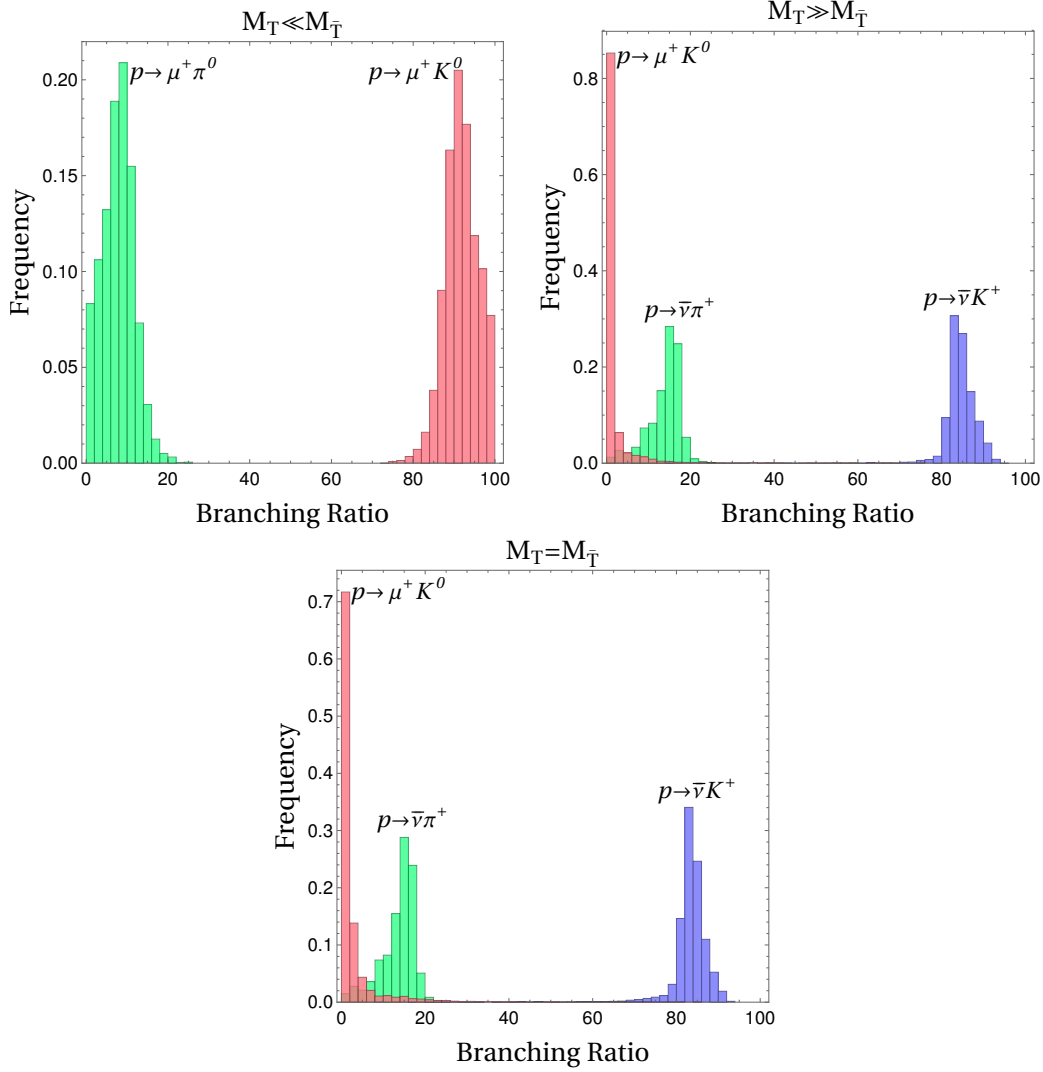 M_T≪M_T̄
p→μ⁺π⁰
p→μ⁺K⁰
0.20
0.15
0.10
0.05
0.00
Frequency
0 20 40 60 80 100
Branching Ratio
M_T≫M_T̄
p→μ⁺K⁰
p→ν̄π⁺
p→ν̄K⁺
0.8
0.6
0.4
0.2
0.0
Frequency
0 20 40 60 80 100
Branching Ratio
M_T=M_T̄
p→μ⁺K⁰
p→ν̄π⁺
p→ν̄K⁺
0.7
0.6
0.5
0.4
0.3
0.2
0.1
0.0
Frequency
0 20 40 60 80 100
Branching Ratio